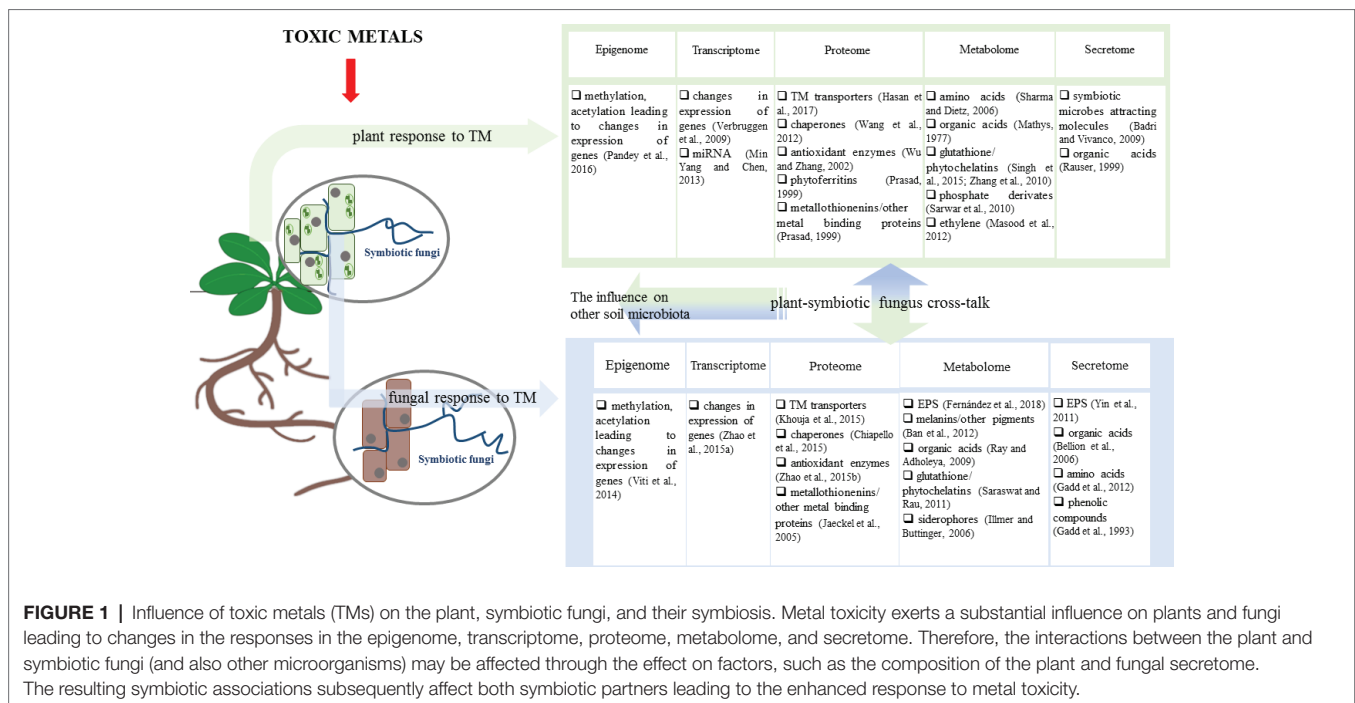 TOXIC METALS
plant response to TM
Symbiotic fungi
Epigenome
Transcriptome
Proteome
Metabolome
Secretome
❑ methylation,
acetylation leading
to changes in
expression of
genes (Pandey et al.,
2016)
❑ changes in
expression of
genes (Verbruggen
et al., 2009)
❑ miRNA (Min
Yang and Chen,
2013)
❑ TM transporters (Hasan et
al., 2017)
❑ chaperones (Wang et al.,
2012)
❑ antioxidant enzymes (Wu
and Zhang, 2002)
❑ phytoferritins (Prasad,
1999)
❑ metallothionenins/other
metal binding proteins
(Prasad, 1999)
❑ amino acids (Sharma
and Dietz, 2006)
❑ organic acids (Mathys,
1977)
❑ glutathione/
phytochelatins (Singh et
al., 2015; Zhang et al., 2010)
❑ phosphate derivates
(Sarwar et al., 2010)
❑ ethylene (Masood et al.,
2012)
❑ symbiotic
microbes attracting
molecules (Badri
and Vivanco, 2009)
❑ organic acids
(Rauser, 1999)
The influence on
other soil microbiota
plant-symbiotic fungus cross-talk
fungal response to TM
Symbiotic fungi
Epigenome
Transcriptome
Proteome
Metabolome
Secretome
❑ methylation,
acetylation
leading to
changes in
expression of
genes (Viti et al.,
2014)
❑ changes in
expression of
genes (Zhao et
al., 2015a)
❑ TM transporters
(Khouja et al., 2015)
❑ chaperones (Chiapello
et al., 2015)
❑ antioxidant enzymes
(Zhao et al., 2015b)
❑ metallothionenins/
other metal binding
proteins (Jaeckel et al.,
2005)
❑ EPS (Fernández et al., 2018)
❑ melanins/other pigments
(Ban et al., 2012)
❑ organic acids (Ray and
Adholeya, 2009)
❑ glutathione/
phytochelatins (Saraswat and
Rau, 2011)
❑ siderophores (Illmer and
Buttinger, 2006)
❑ EPS (Yin et al.,
2011)
❑ organic acids
(Bellion et al.,
2006)
❑ amino acids
(Gadd et al., 2012)
❑ phenolic
compounds
(Gadd et al., 1993)
FIGURE 1 | Influence of toxic metals (TMs) on the plant, symbiotic fungi, and their symbiosis. Metal toxicity exerts a substantial influence on plants and fungi
leading to changes in the responses in the epigenome, transcriptome, proteome, metabolome, and secretome. Therefore, the interactions between the plant and
symbiotic fungi (and also other microorganisms) may be affected through the effect on factors, such as the composition of the plant and fungal secretome.
The resulting symbiotic associations subsequently affect both symbiotic partners leading to the enhanced response to metal toxicity.